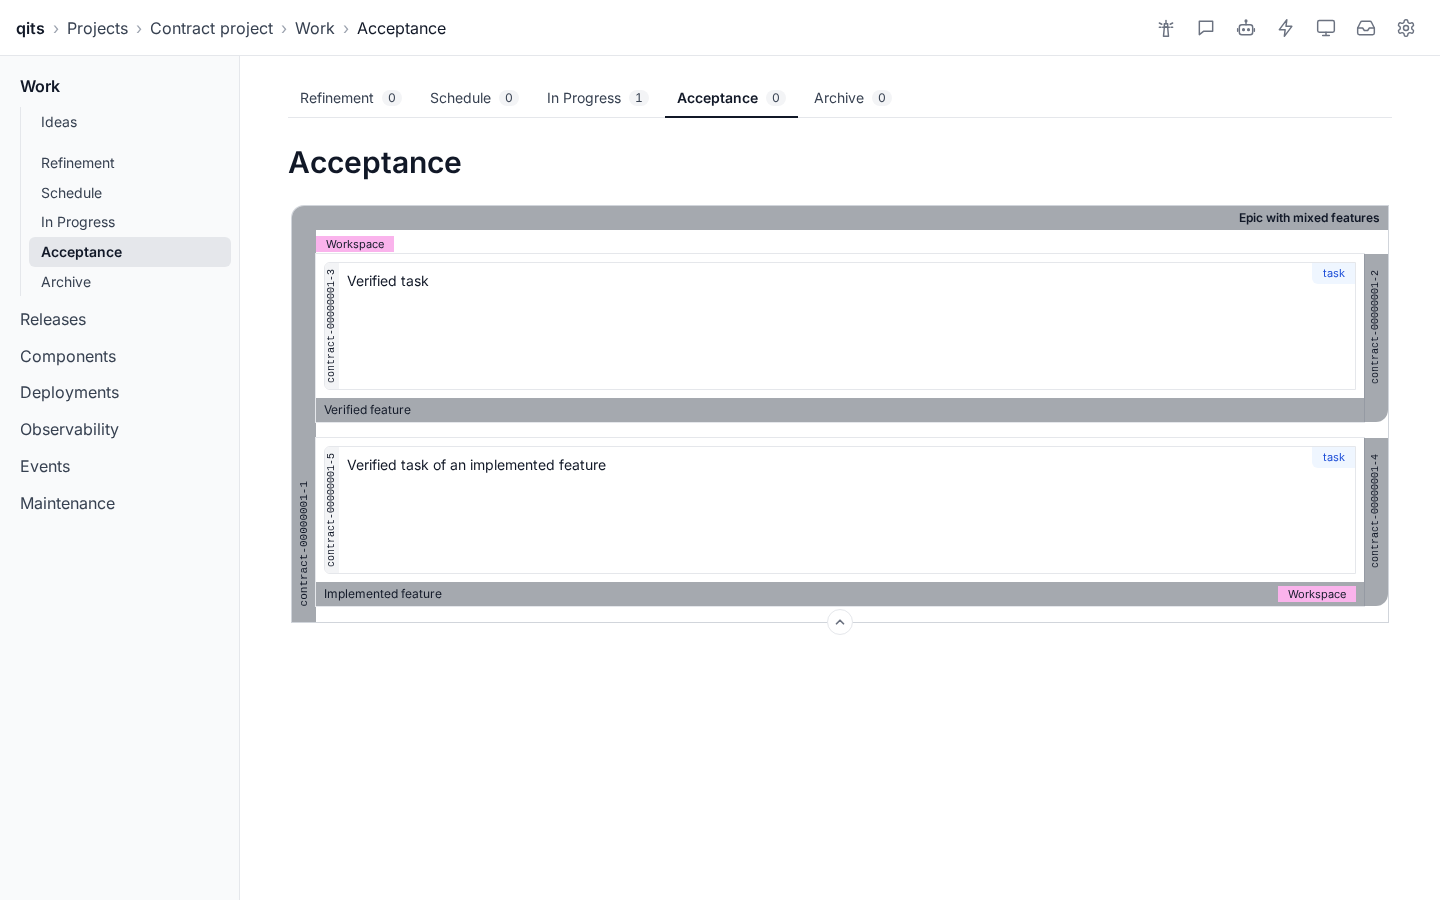 qits › Projects › Contract project › Work › Acceptance
Work
Ideas
Refinement
Schedule
In Progress
Acceptance
Archive
Releases
Components
Deployments
Observability
Events
Maintenance
Refinement 0 Schedule 0 In Progress 1 Acceptance 0 Archive 0
Acceptance
Epic with mixed features
contract-00000001-1
Workspace
contract-00000001-3
Verified task
task
contract-00000001-2
Verified feature
contract-00000001-5
Verified task of an implemented feature
task
contract-00000001-4
Implemented feature
Workspace